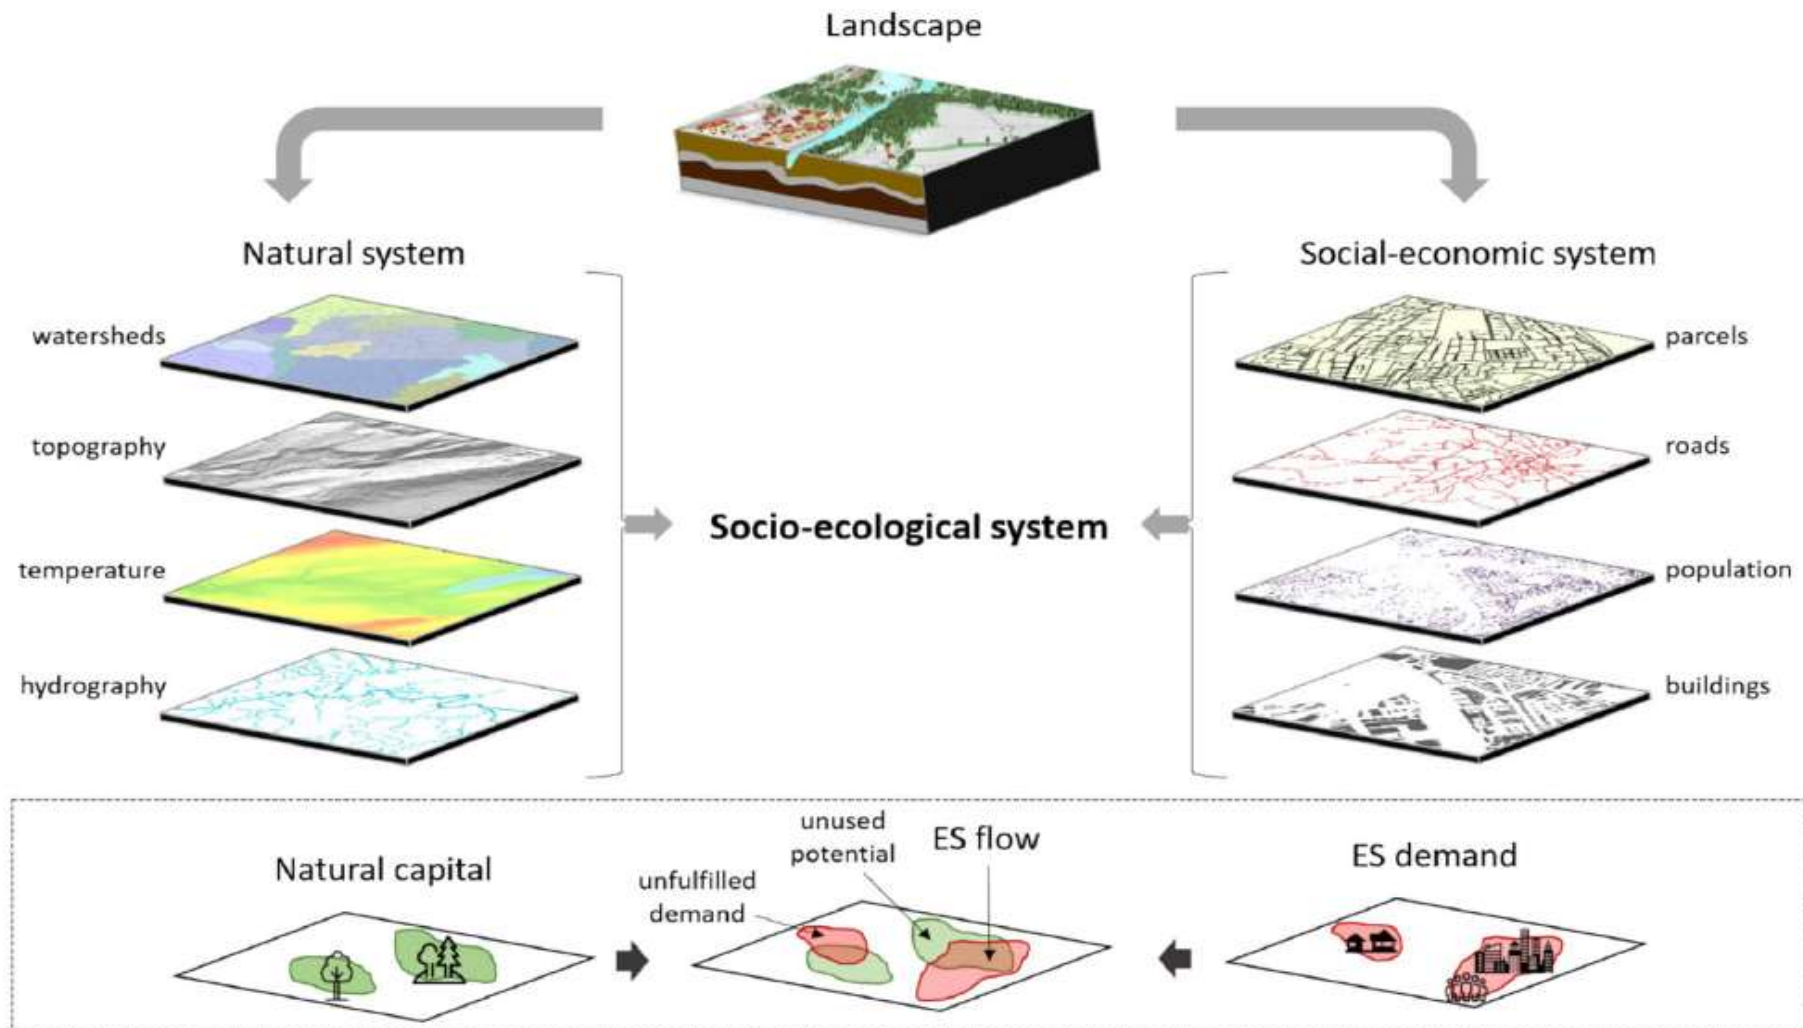 Landscape
Natural system
Social-economic system
watersheds
parcels
topography
roads
Socio-ecological system
temperature
population
hydrography
buildings
unused
potential
ES flow
Natural capital
ES demand
unfulfilled
demand